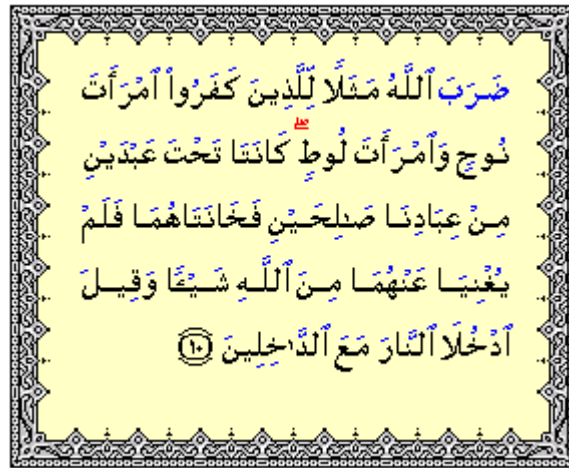 ضَرَبَ ٱللَّهُ مَثَلًا لِّلَّذِينَ كَفَرُوا۟ ٱمْرَأَتَ
نُوحٍ وَٱمْرَأَتَ لُوطٍ ۖ كَانَتَا تَحْتَ عَبْدَيْنِ
مِنْ عِبَادِنَا صَـٰلِحَيْنِ فَخَانَتَاهُمَا فَلَمْ
يُغْنِيَا عَنْهُمَا مِنَ ٱللَّهِ شَيْـًٔا وَقِيلَ
ٱدْخُلَا ٱلنَّارَ مَعَ ٱلدَّٰخِلِينَ ١٠